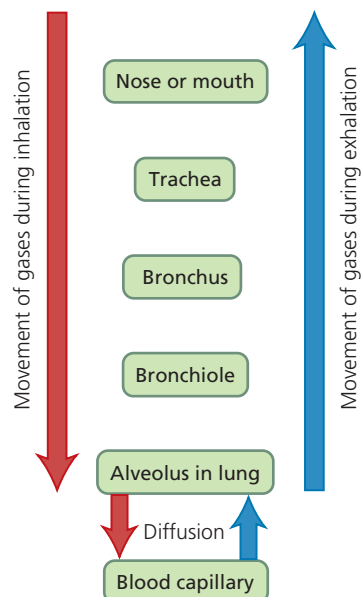 Movement of gases during inhalation
Movement of gases during exhalation
Nose or mouth
Trachea
Bronchus
Bronchiole
Alveolus in lung
Diffusion
Blood capillary